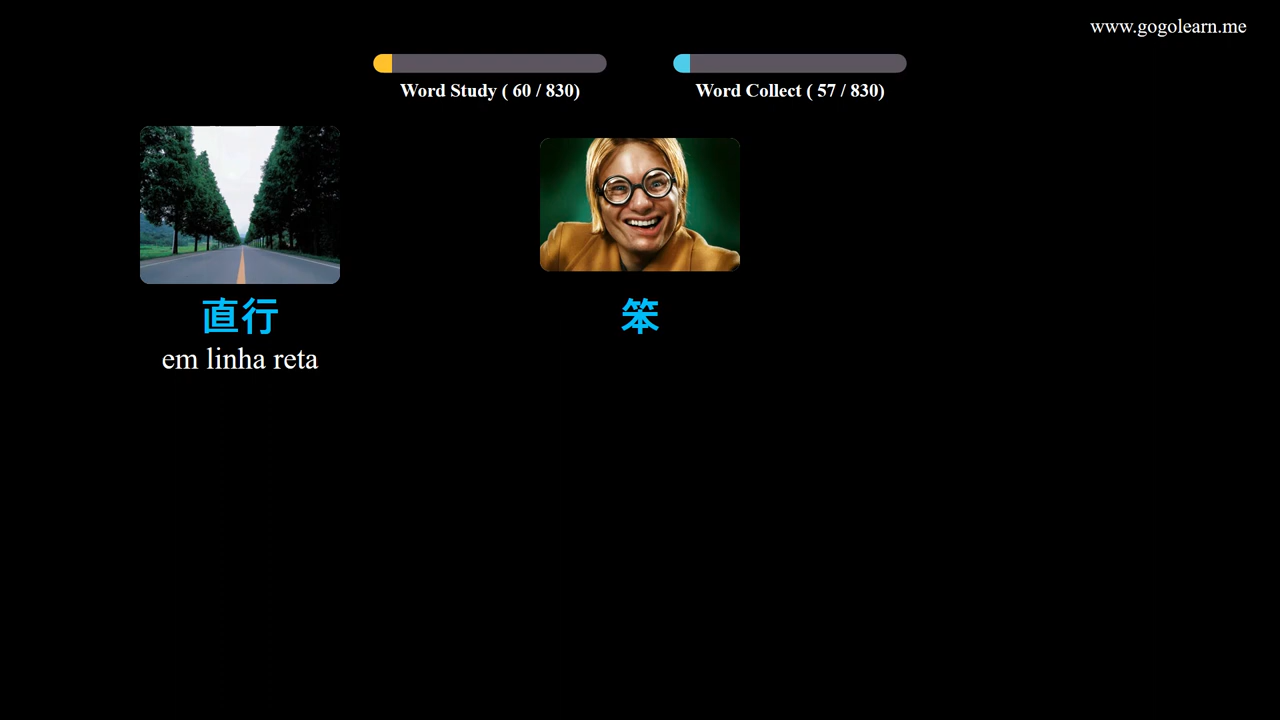 www.gogolearn.me
Word Study ( 60 / 830)
Word Collect ( 57 / 830)
直行
em linha reta
笨